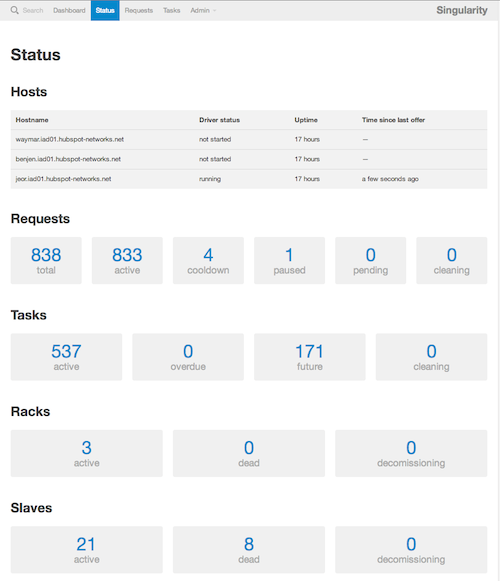 Search Dashboard Status Requests Tasks Admin Singularity
Status
Hosts
Hostname Driver status Uptime Time since last offer
waymar.iad01.hubspot-networks.net not started 17 hours —
benjen.iad01.hubspot-networks.net not started 17 hours —
jeor.iad01.hubspot-networks.net running 17 hours a few seconds ago
Requests
838 833 4 1 0 0
total active cooldown paused pending cleaning
Tasks
537 0 171 0
active overdue future cleaning
Racks
3 0 0
active dead decomissioning
Slaves
21 8 0
active dead decomissioning